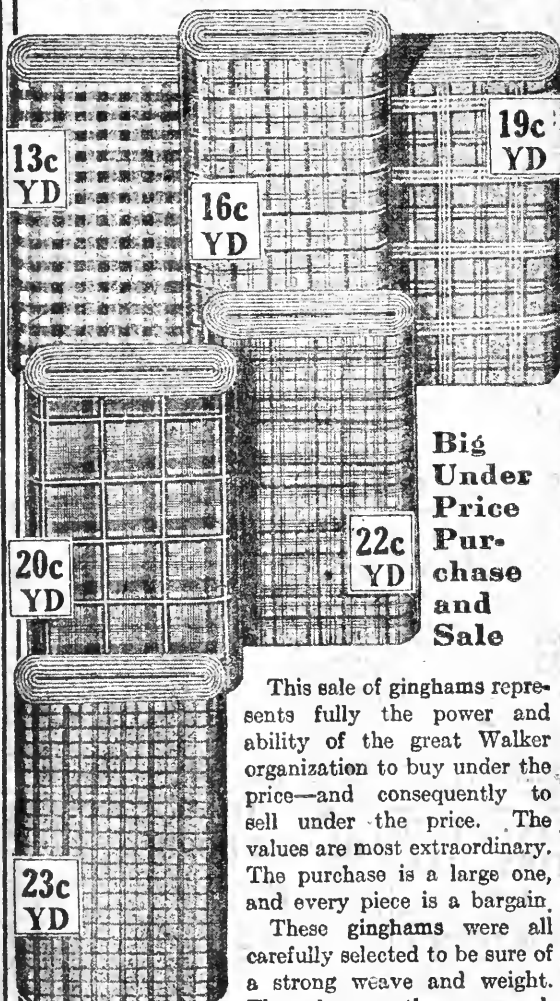 13c
YD
16c
YD
19c
YD
20c
YD
22c
YD
23c
YD
Big
Under
Price
Pur-
chase
and
Sale
This sale of ginghams repre-
sents fully the power and
ability of the great Walker
organization to buy under the
price—and consequently to
sell under the price. The
values are most extraordinary.
The purchase is a large one,
and every piece is a bargain.
These ginghams were all
carefully selected to be sure of
a strong weave and weight.